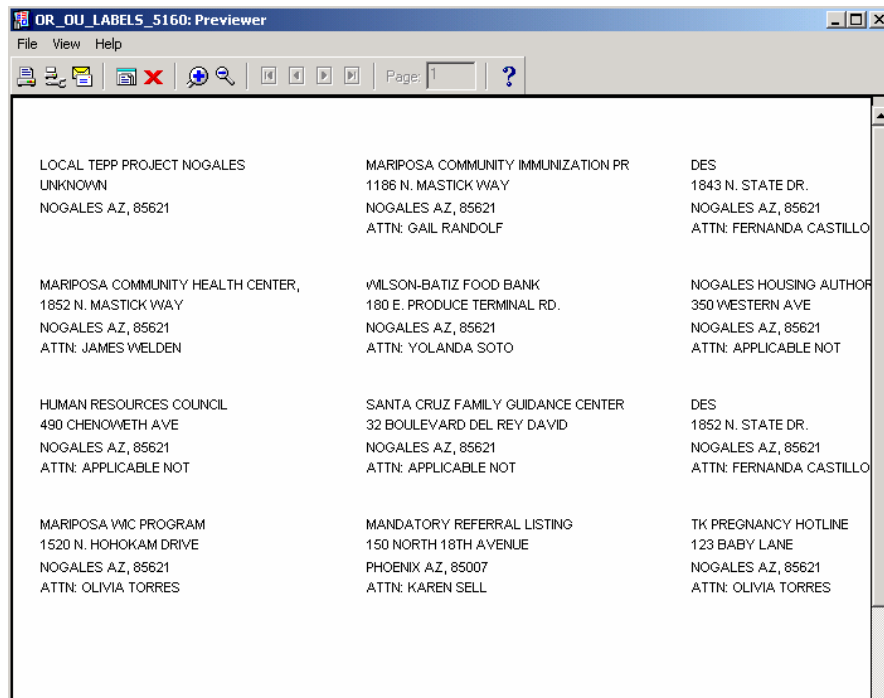 OR_OU_LABELS_5160: Previewer
File View Help
Page: 1
?
LOCAL TEPP PROJECT NOGALES
UNKNOWN
NOGALES AZ, 85621
MARIPOSA COMMUNITY IMMUNIZATION PR
1186 N. MASTICK WAY
NOGALES AZ, 85621
ATTN: GAIL RANDOLF
DES
1843 N. STATE DR.
NOGALES AZ, 85621
ATTN: FERNANDA CASTILLO
MARIPOSA COMMUNITY HEALTH CENTER,
1852 N. MASTICK WAY
NOGALES AZ, 85621
ATTN: JAMES WELDEN
WILSON-BATIZ FOOD BANK
180 E. PRODUCE TERMINAL RD.
NOGALES AZ, 85621
ATTN: YOLANDA SOTO
NOGALES HOUSING AUTHOR
350 WESTERN AVE
NOGALES AZ, 85621
ATTN: APPLICABLE NOT
HUMAN RESOURCES COUNCIL
490 CHENOWETH AVE
NOGALES AZ, 85621
ATTN: APPLICABLE NOT
SANTA CRUZ FAMILY GUIDANCE CENTER
32 BOULEVARD DEL REY DAVID
NOGALES AZ, 85621
ATTN: APPLICABLE NOT
DES
1852 N. STATE DR.
NOGALES AZ, 85621
ATTN: FERNANDA CASTILLO
MARIPOSA WIC PROGRAM
1520 N. HOHOKAM DRIVE
NOGALES AZ, 85621
ATTN: OLIVIA TORRES
MANDATORY REFERRAL LISTING
150 NORTH 18TH AVENUE
PHOENIX AZ, 85007
ATTN: KAREN SELL
TK PREGNANCY HOTLINE
123 BABY LANE
NOGALES AZ, 85621
ATTN: OLIVIA TORRES